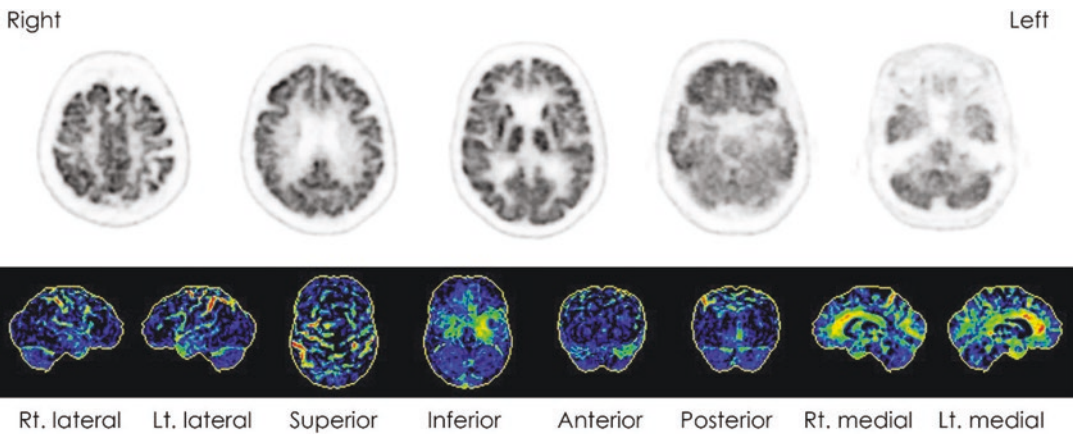 Right Left
Rt. lateral Lt. lateral Superior Inferior Anterior Posterior Rt. medial Lt. medial